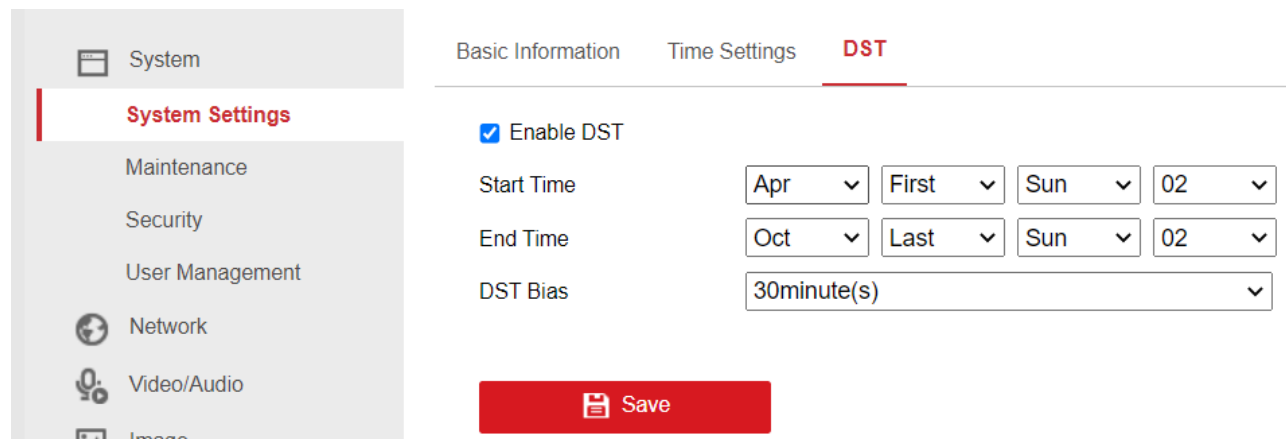 System
System Settings
Maintenance
Security
User Management
Network
Video/Audio
Image
Basic Information Time Settings DST
Enable DST
Start Time Apr First Sun 02
End Time Oct Last Sun 02
DST Bias 30minute(s)
Save